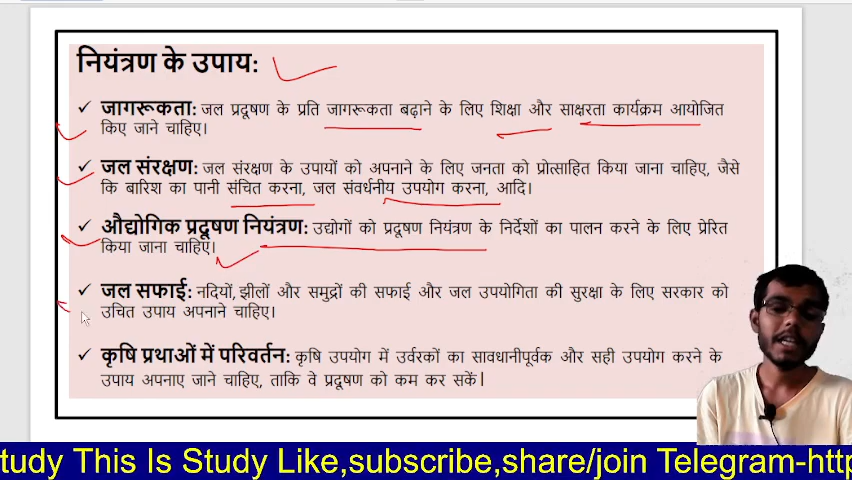 नियंत्रण के उपाय:
✓ जागरूकता: जल प्रदूषण के प्रति जागरूकता बढ़ाने के लिए शिक्षा और साक्षरता कार्यक्रम आयोजित
किए जाने चाहिए।
✓ जल संरक्षण: जल संरक्षण के उपायों को अपनाने के लिए जनता को प्रोत्साहित किया जाना चाहिए, जैसे
कि बारिश का पानी संचित करना, जल संवर्धनीय उपयोग करना, आदि।
✓ औद्योगिक प्रदूषण नियंत्रण: उद्योगों को प्रदूषण नियंत्रण के निर्देशों का पालन करने के लिए प्रेरित
किया जाना चाहिए।
✓ जल सफाई: नदियों, झीलों और समुद्रों की सफाई और जल उपयोगिता की सुरक्षा के लिए सरकार को
उचित उपाय अपनाने चाहिए।
✓ कृषि प्रथाओं में परिवर्तन: कृषि उपयोग में उर्वरकों का सावधानीपूर्वक और सही उपयोग करने के
उपाय अपनाए जाने चाहिए, ताकि वे प्रदूषण को कम कर सकें।
tudy This Is Study Like,subscribe,share/join Telegram-http